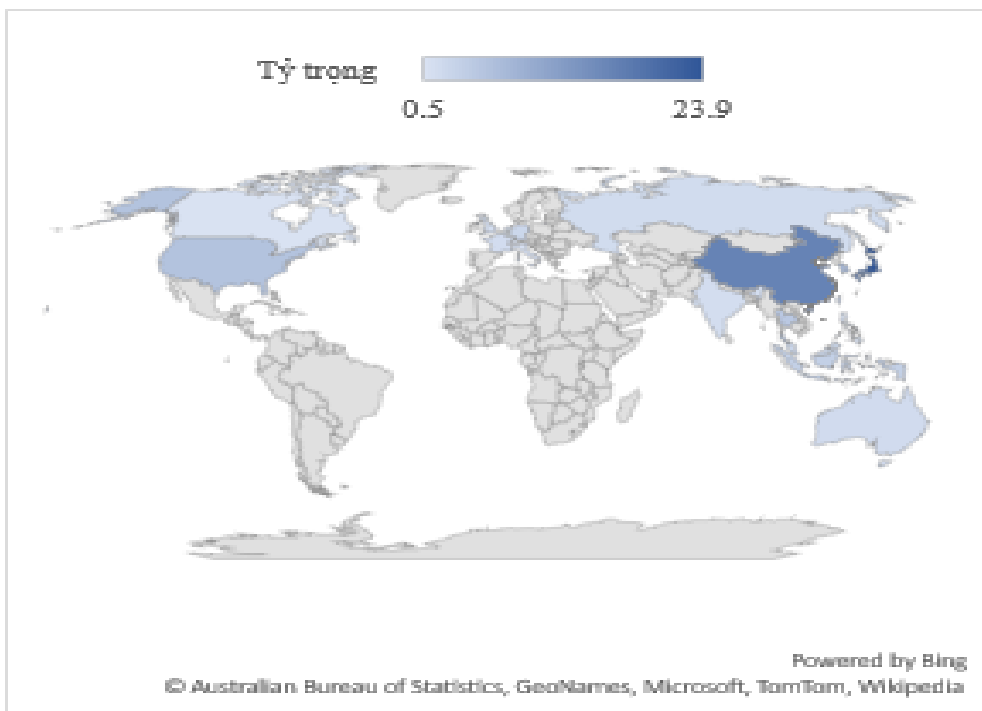 Tỷ trọng
0.5 23.9
Powered by Bing
© Australian Bureau of Statistics, GeoNames, Microsoft, TomTom, Wikipedia